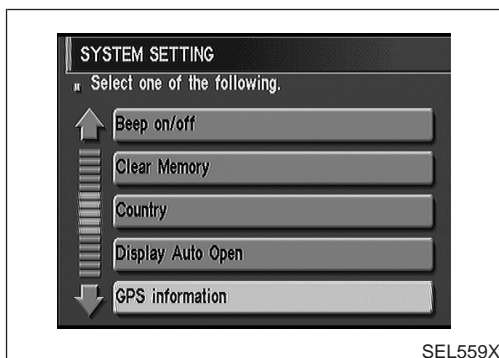 SYSTEM SETTING
Select one of the following.
Beep on/off
Clear Memory
Country
Display Auto Open
GPS information
SEL559X